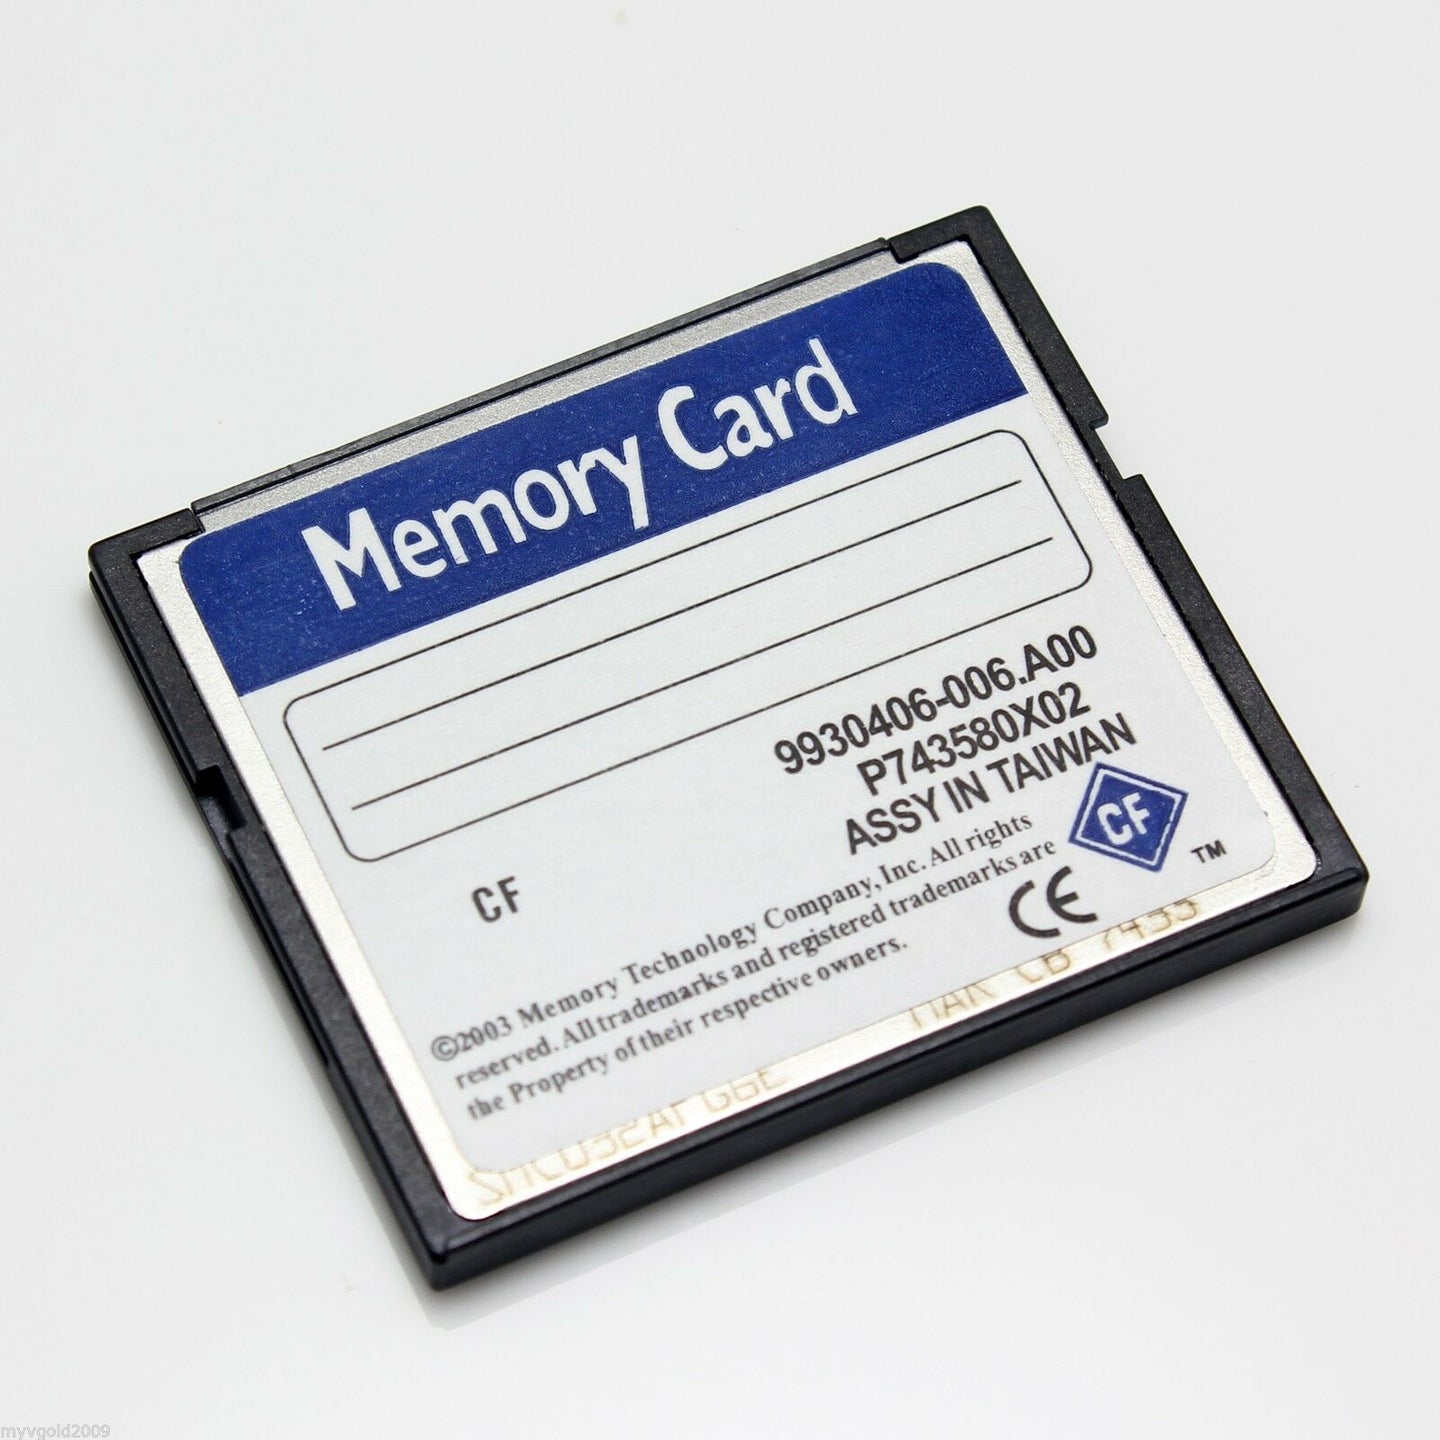 Memory Card
9930406-006.A00
P743580X02
ASSY IN TAIWAN
CF
CF
TM
©2003 Memory Technology Company, Inc. All rights
reserved. All trademarks and registered trademarks are
the Property of their respective owners.
CE
myvgold2009